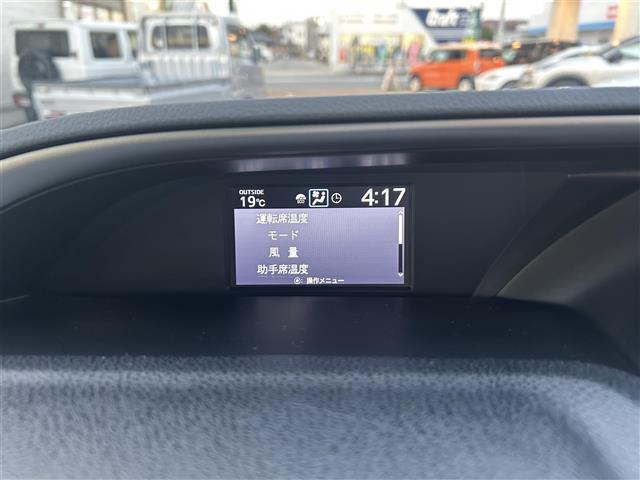 OUTSIDE
19℃
4:17
運転席温度
モード
風 量
助手席温度
: 操作メニュー